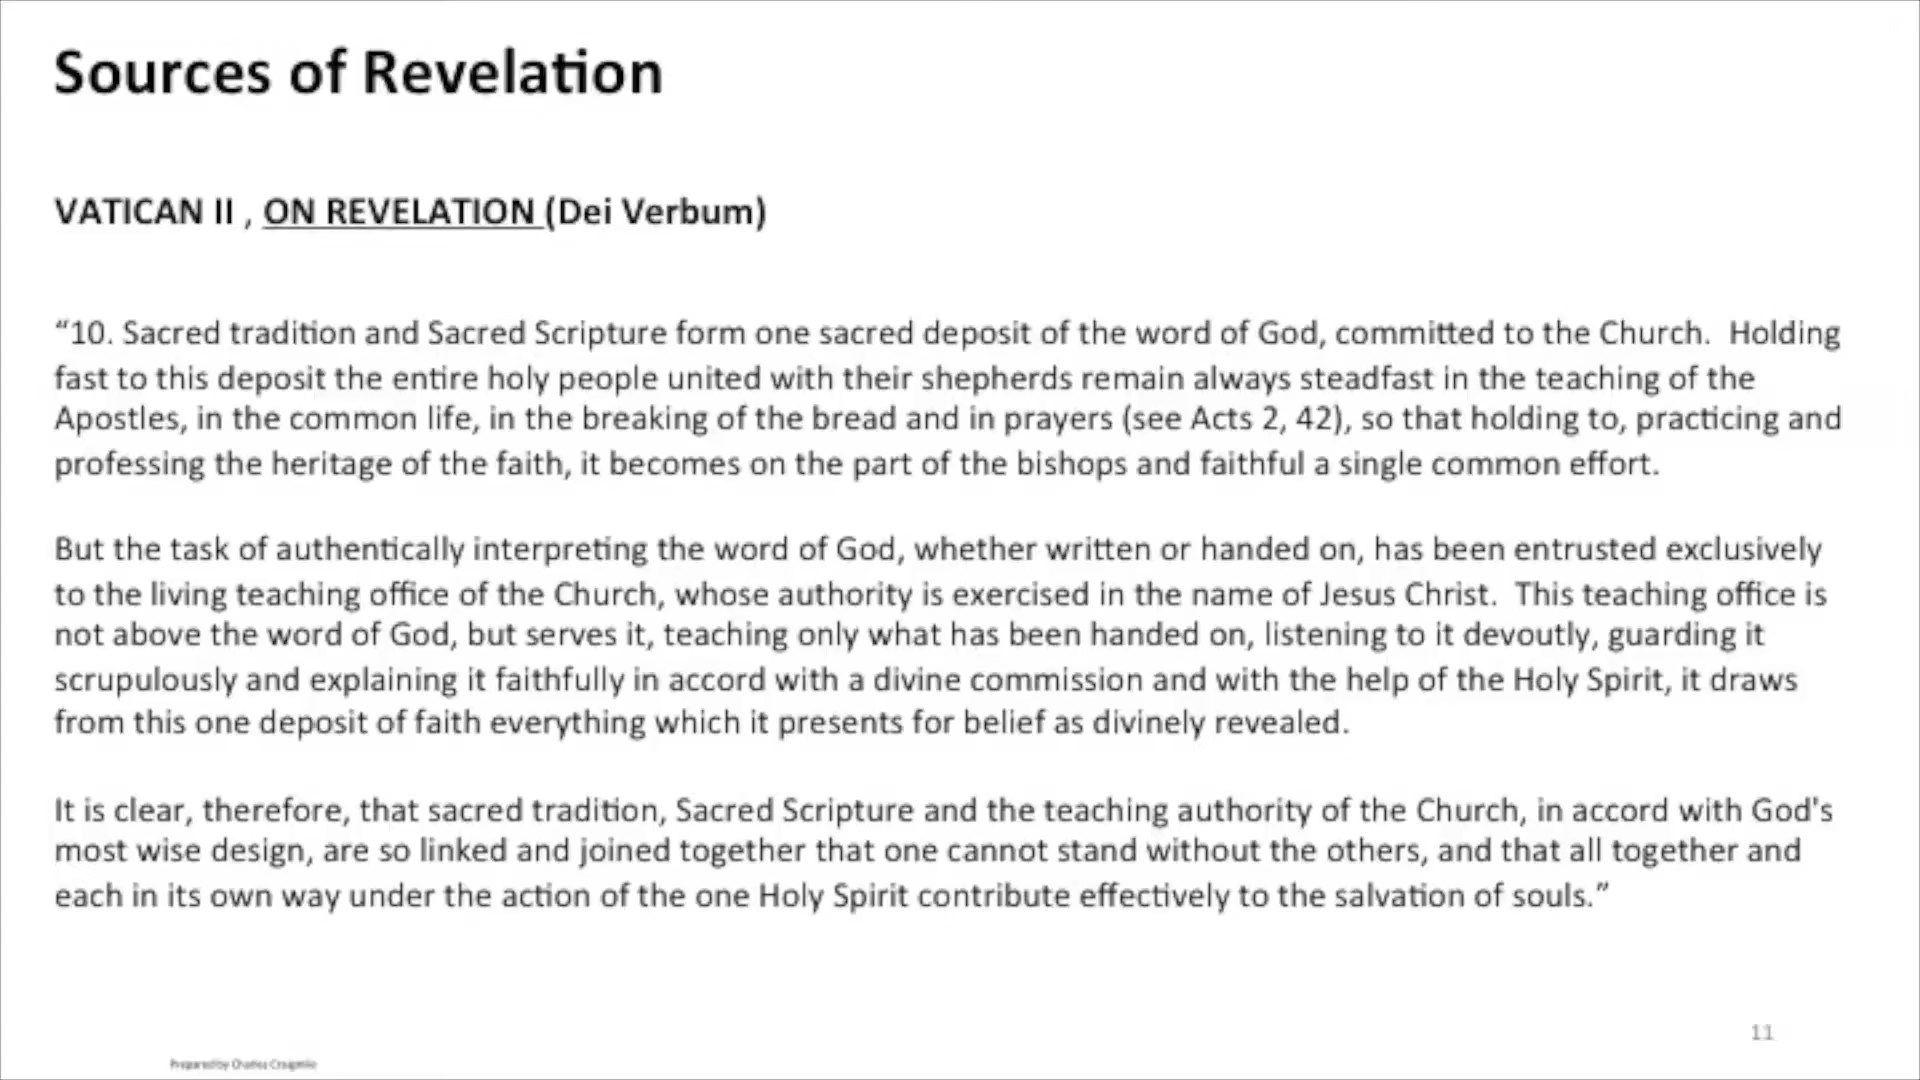 Sources of Revelation
VATICAN II , ON REVELATION (Dei Verbum)
“10. Sacred tradition and Sacred Scripture form one sacred deposit of the word of God, committed to the Church.  Holding
fast to this deposit the entire holy people united with their shepherds remain always steadfast in the teaching of the
Apostles, in the common life, in the breaking of the bread and in prayers (see Acts 2, 42), so that holding to, practicing and
professing the heritage of the faith, it becomes on the part of the bishops and faithful a single common effort.
But the task of authentically interpreting the word of God, whether written or handed on, has been entrusted exclusively
to the living teaching office of the Church, whose authority is exercised in the name of Jesus Christ.  This teaching office is
not above the word of God, but serves it, teaching only what has been handed on, listening to it devoutly, guarding it
scrupulously and explaining it faithfully in accord with a divine commission and with the help of the Holy Spirit, it draws
from this one deposit of faith everything which it presents for belief as divinely revealed.
It is clear, therefore, that sacred tradition, Sacred Scripture and the teaching authority of the Church, in accord with God's
most wise design, are so linked and joined together that one cannot stand without the others, and that all together and
each in its own way under the action of the one Holy Spirit contribute effectively to the salvation of souls.”
11
Prepared by Charles Craigmile